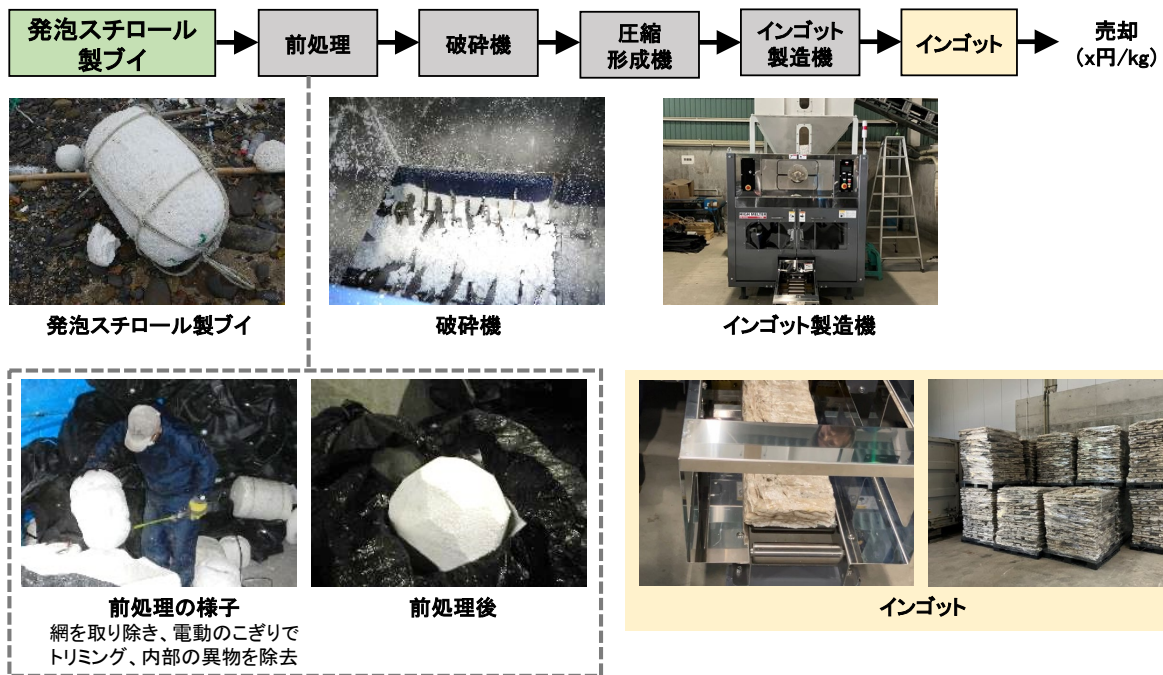 発泡スチロール
製ブイ
前処理
破砕機
圧縮
形成機
インゴット
製造機
インゴット
売却
(x円/kg)
発泡スチロール製ブイ
破砕機
インゴット製造機
前処理の様子
網を取り除き、電動のこぎりで
トリミング、内部の異物を除去
前処理後
インゴット